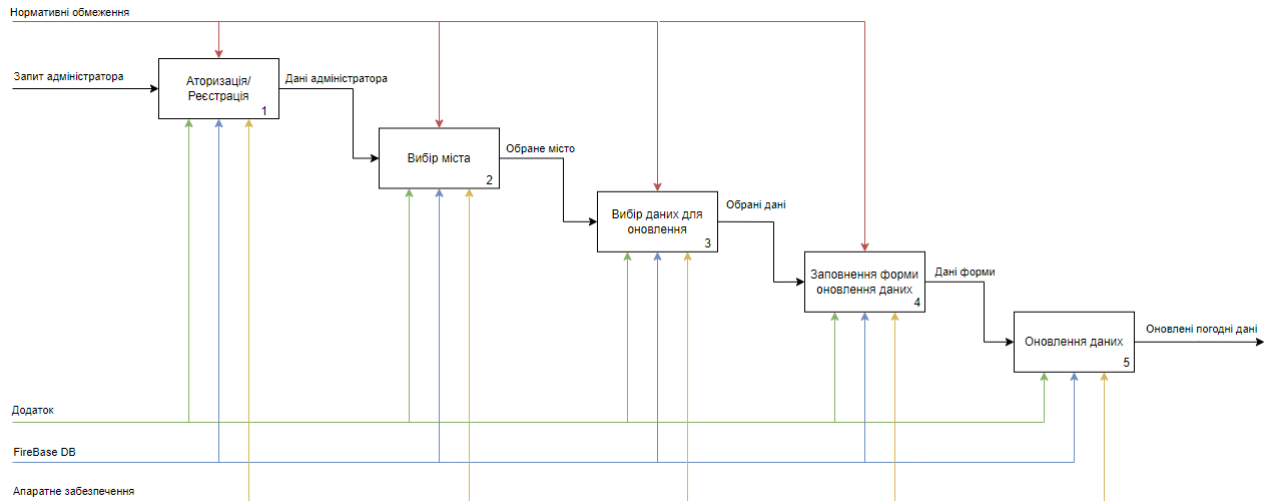 Нормативні обмеження
Запит адміністратора
Аторизація/
Реєстрація
1
Дані адміністратора
Вибір міста
2
Обране місто
Вибір даних для
оновлення
3
Обрані дані
Заповнення форми
оновлення даних
4
Дані форми
Оновлення даних
5
Оновлені погодні дані
Додаток
FireBase DB
Апаратне забезпечення